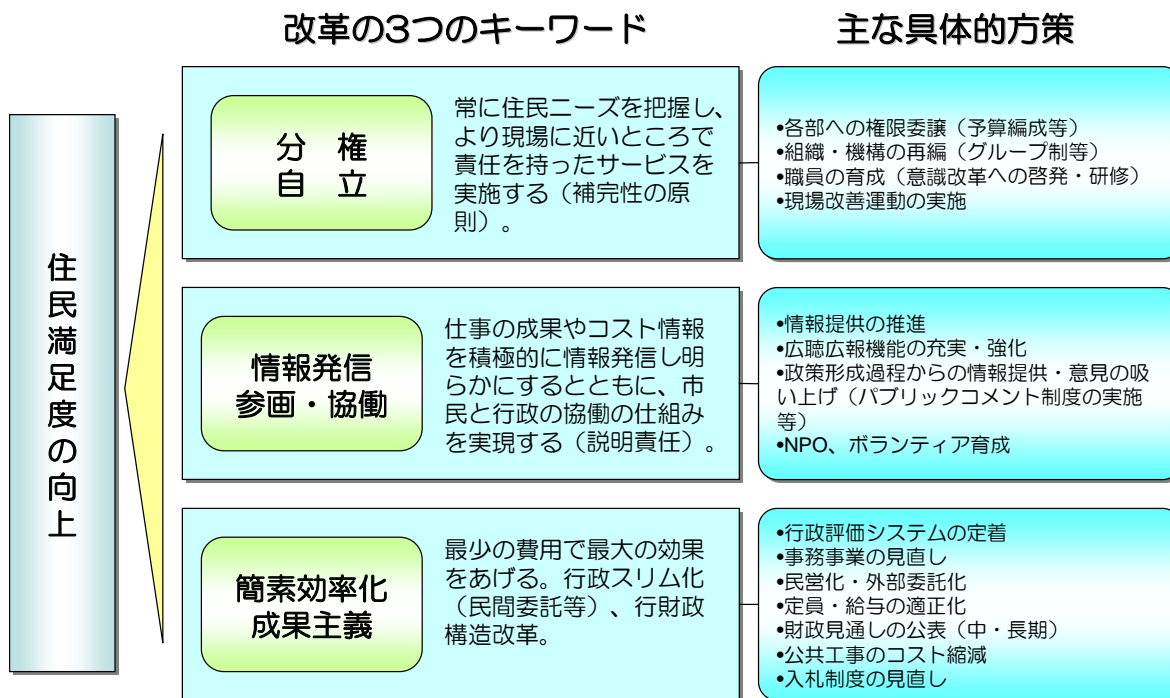 改革の3つのキーワード
主な具体的方策
住民満足度の向上
分 権
自 立
常に住民ニーズを把握し、
より現場に近いところで
責任を持ったサービスを
実施する（補完性の原
則）。
•各部への権限委譲（予算編成等）
•組織・機構の再編（グループ制等）
•職員の育成（意識改革への啓発・研修）
•現場改善運動の実施
情報発信
参画・協働
仕事の成果やコスト情報
を積極的に情報発信し明
らかにするとともに、市
民と行政の協働の仕組み
を実現する（説明責任）。
•情報提供の推進
•広聴広報機能の充実・強化
•政策形成過程からの情報提供・意見の吸
い上げ（パブリックコメント制度の実施
等）
•NPO、ボランティア育成
簡素効率化
成果主義
最少の費用で最大の効果
をあげる。行政スリム化
（民間委託等）、行財政
構造改革。
•行政評価システムの定着
•事務事業の見直し
•民営化・外部委託化
•定員・給与の適正化
•財政見通しの公表（中・長期）
•公共工事のコスト縮減
•入札制度の見直し